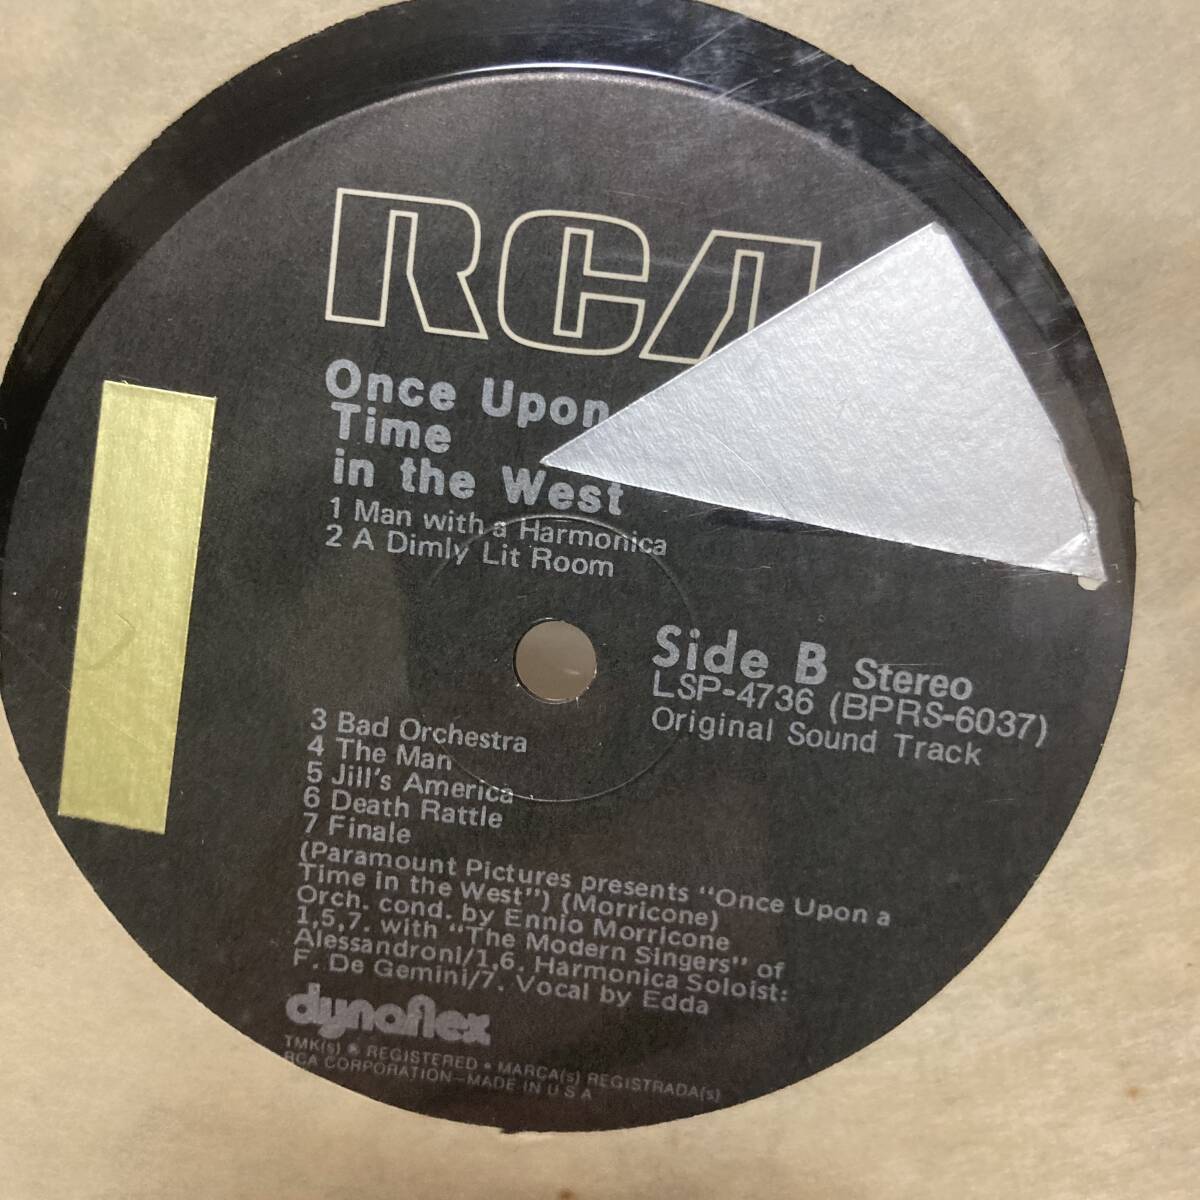 RCA
Once Upon
Time
in the West
1 Man with a Harmonica
2 A Dimly Lit Room
Side B Stereo
LSP-4736 (BPRS-6037)
Original Sound Track
3 Bad Orchestra
4 The Man
5 Jill's America
6 Death Rattle
7 Finale
(Paramount Pictures presents "Once Upon a
Time in the West") (Morricone)
Orch. cond. by Ennio Morricone
1,5,7. with "The Modern Singers" of
Alessandroni/1,6. Harmonica Soloist:
F. De Gemini/7. Vocal by Edda
dynaflex
TMK(s) ® REGISTERED • MARCA(s) REGISTRADA(s)
RCA CORPORATION—MADE IN U S A